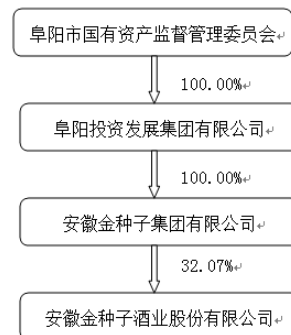 阜阳市国有资产监督管理委员会
100.00%
阜阳投资发展集团有限公司
100.00%
安徽金种子集团有限公司
32.07%
安徽金种子酒业股份有限公司